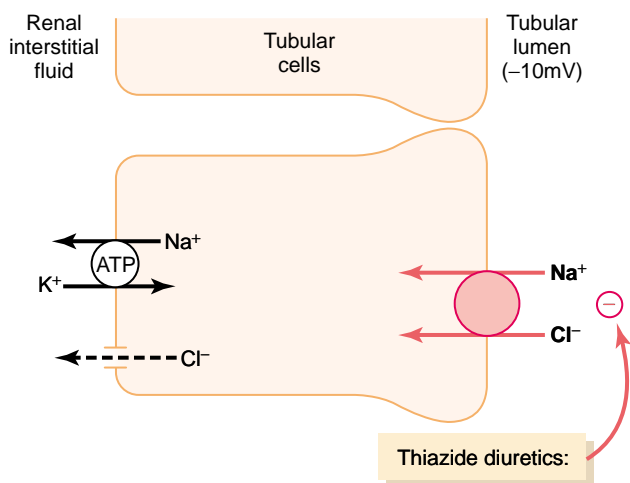 Renal
interstitial
fluid
Tubular
cells
Tubular
lumen
(–10mV)
Na⁺
ATP
K⁺
Cl⁻
Na⁺
Cl⁻
–
Thiazide diuretics: